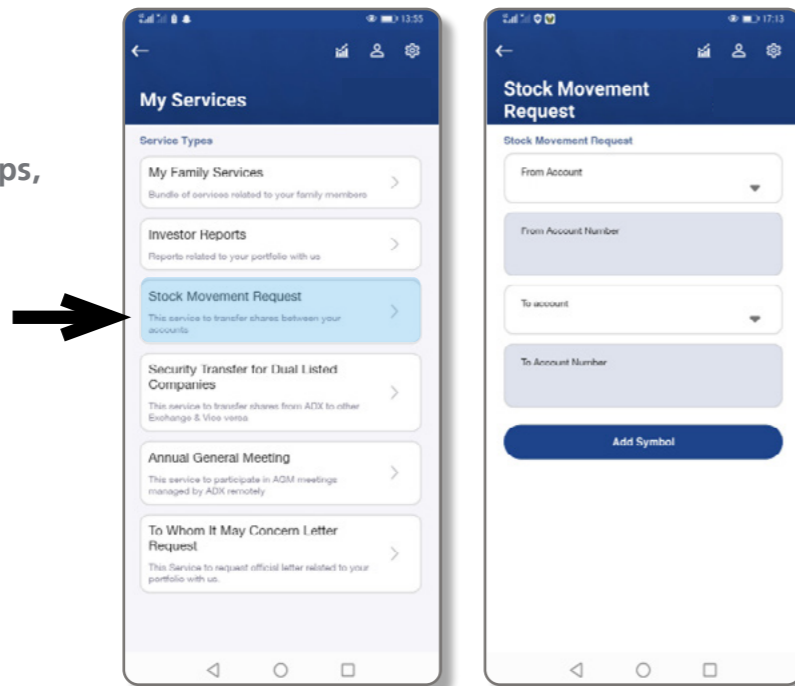 ps,
13:55
My Services
Service Types
My Family Services
Bundle of services related to your family members
Investor Reports
Reports related to your portfolio with us
Stock Movement Request
This service to transfer shares between your
accounts
Security Transfer for Dual Listed
Companies
This service to transfer shares from ADX to other
Exchange & Vice versa
Annual General Meeting
This service to participate in AGM meetings
managed by ADX remotely
To Whom It May Concern Letter
Request
This Service to request official letter related to your
portfolio with us.
17:13
Stock Movement
Request
Stock Movement Request
From Account
From Account Number
To account
To Account Number
Add Symbol